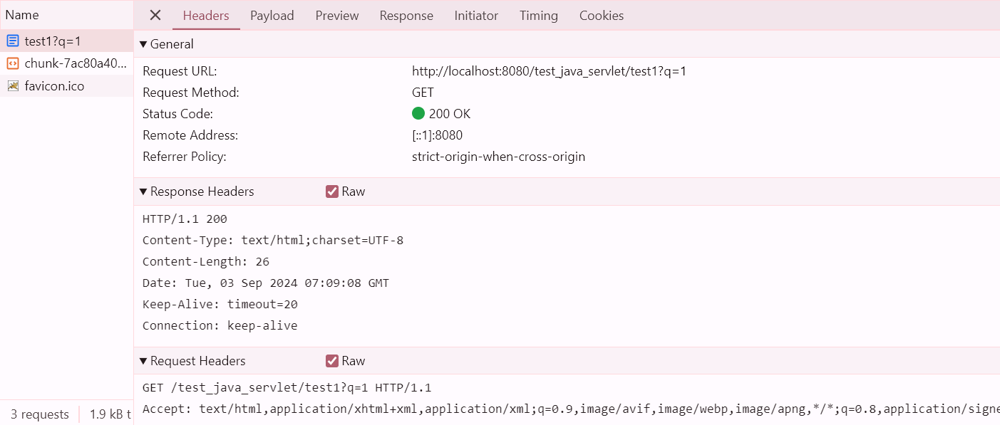 Name
test1?q=1
chunk-7ac80a40...
favicon.ico
3 requests 1.9 kB t
Headers Payload Preview Response Initiator Timing Cookies
General
Request URL: http://localhost:8080/test_java_servlet/test1?q=1
Request Method: GET
Status Code: 200 OK
Remote Address: [::1]:8080
Referrer Policy: strict-origin-when-cross-origin
Response Headers Raw
HTTP/1.1 200
Content-Type: text/html;charset=UTF-8
Content-Length: 26
Date: Tue, 03 Sep 2024 07:09:08 GMT
Keep-Alive: timeout=20
Connection: keep-alive
Request Headers Raw
GET /test_java_servlet/test1?q=1 HTTP/1.1
Accept: text/html,application/xhtml+xml,application/xml;q=0.9,image/avif,image/webp,image/apng,*/*;q=0.8,application/signe